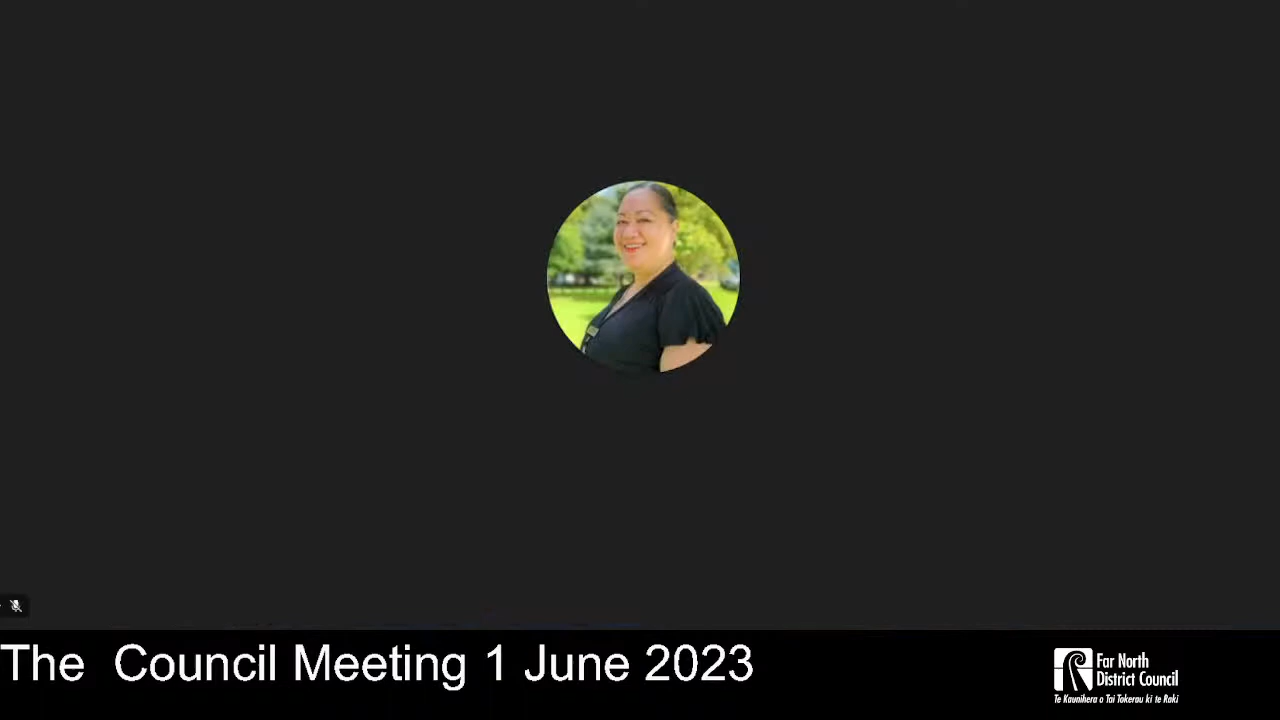 The  Council Meeting 1 June 2023
Far North
District Council
Te Kaunihera o Tai Tokerau ki te Raki